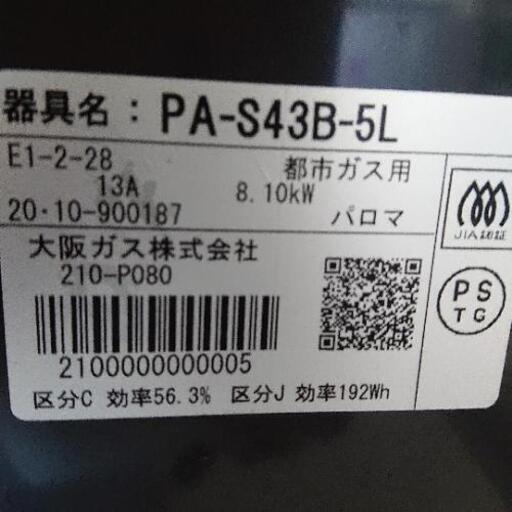 器具名：PA-S43B-5L
E1-2-28 都市ガス用
13A 8.10kW
20･10-900187 パロマ
JIA認証
大阪ガス株式会社
210-P080
PS
TG
2100000000005
区分C 効率56.3% 区分J 効率192Wh